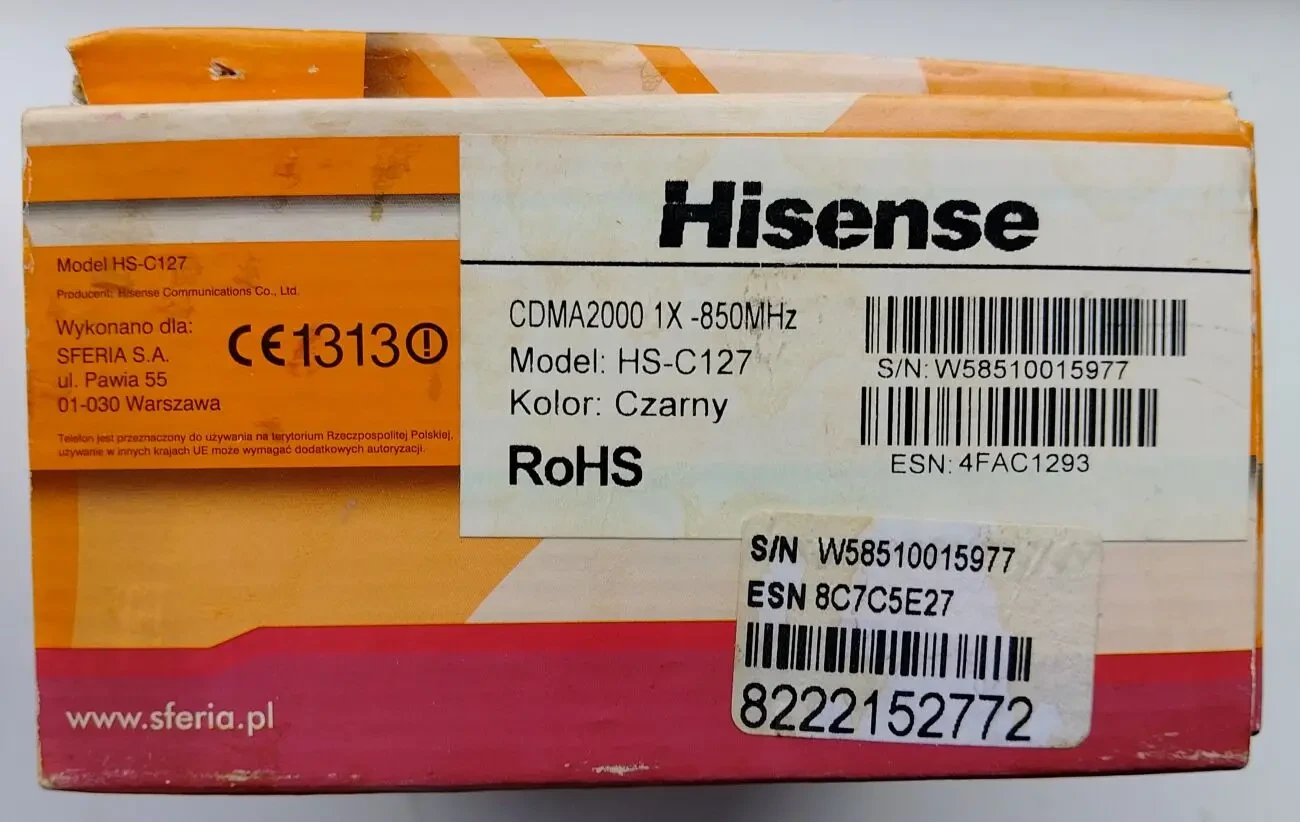 Model HS-C127
Producent: Hisense Communications Co., Ltd.
Wykonano dla:
SFERIA S.A.
ul. Pawia 55
01-030 Warszawa
CE1313
Telefon jest przeznaczony do używania na terytorium Rzeczpospolitej Polskiej,
używanie w innych krajach UE może wymagać dodatkowych autoryzacji.
Hisense
CDMA2000 1X -850MHz
Model: HS-C127
Kolor: Czarny
RoHS
S/N: W58510015977
ESN: 4FAC1293
S/N W58510015977
ESN 8C7C5E27
8222152772
www.sferia.pl